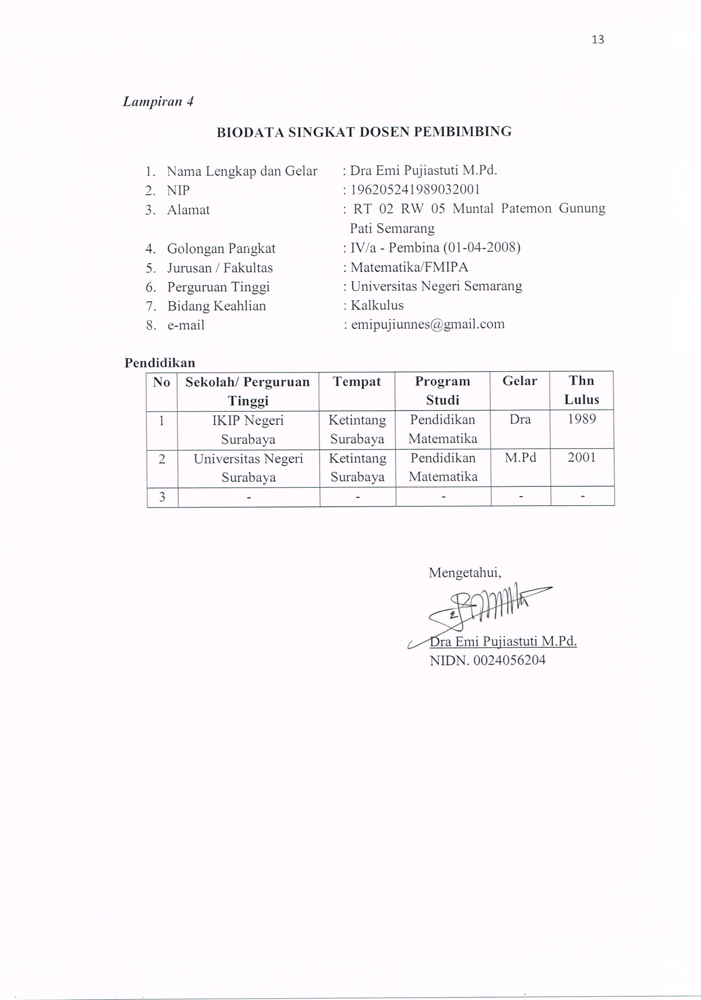 13
Lampiran 4
BIODATA SINGKAT DOSEN PEMBIMBING
1. Nama Lengkap dan Gelar : Dra Emi Pujiastuti M.Pd.
2. NIP : 196205241989032001
3. Alamat : RT 02 RW 05 Muntal Patemon Gunung
Pati Semarang
4. Golongan Pangkat : IV/a - Pembina (01-04-2008)
5. Jurusan / Fakultas : Matematika/FMIPA
6. Perguruan Tinggi : Universitas Negeri Semarang
7. Bidang Keahlian : Kalkulus
8. e-mail : emipujiunnes@gmail.com
Pendidikan
No Sekolah/ Perguruan Tempat Program Gelar Thn
Tinggi Studi Lulus
1 IKIP Negeri Ketintang Pendidikan Dra 1989
Surabaya Surabaya Matematika
2 Universitas Negeri Ketintang Pendidikan M.Pd 2001
Surabaya Surabaya Matematika
3 - - - - -
Mengetahui,
Dra Emi Pujiastuti M.Pd.
NIDN. 0024056204